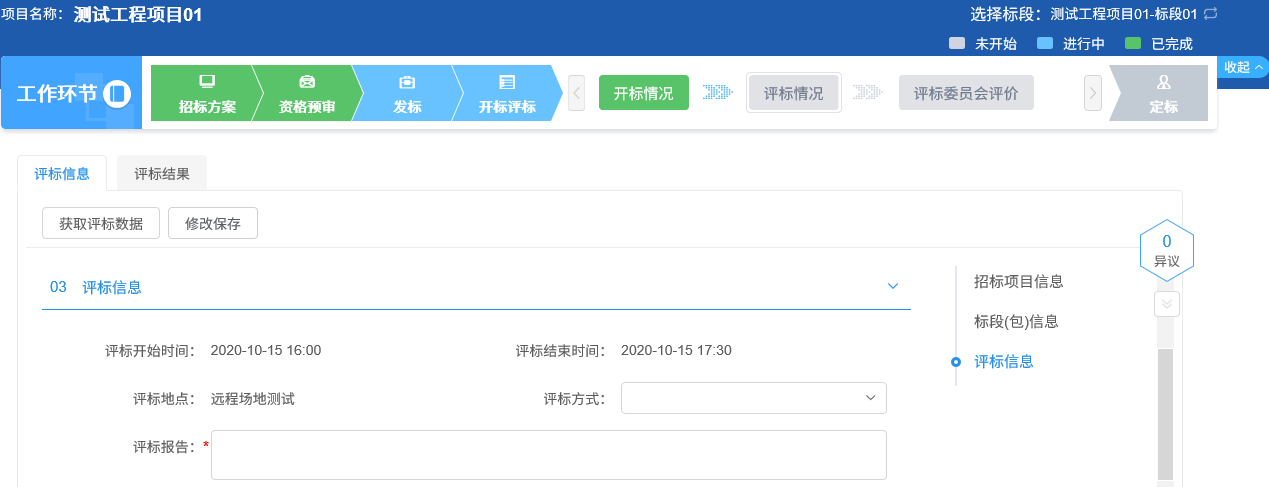 项目名称： 测试工程项目01
选择标段： 测试工程项目01-标段01
未开始 进行中 已完成
收起
工作环节
招标方案 资格预审 发标 开标评标 开标情况 评标情况 评标委员会评价 定标
评标信息 评标结果
获取评标数据 修改保存
0
异议
03 评标信息
评标开始时间： 2020-10-15 16:00 评标结束时间： 2020-10-15 17:30
评标地点： 远程场地测试 评标方式：
评标报告：*
招标项目信息
标段(包)信息
评标信息